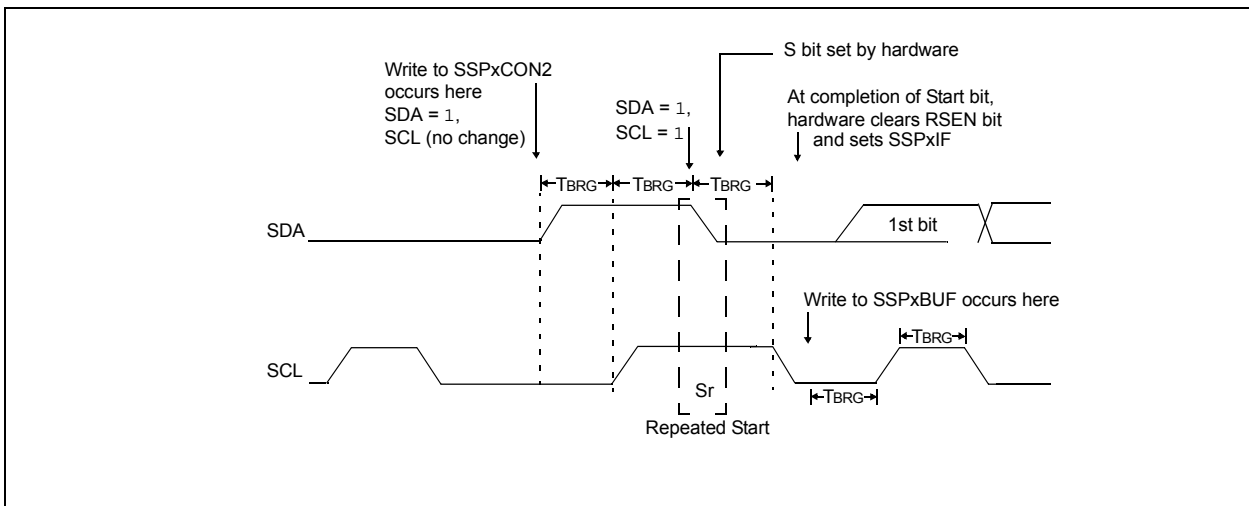 S bit set by hardware
Write to SSPxCON2
occurs here
SDA = 1,
SCL (no change)
SDA = 1,
SCL = 1
At completion of Start bit,
hardware clears RSEN bit
and sets SSPxIF
TBRG TBRG TBRG
SDA
1st bit
Write to SSPxBUF occurs here
TBRG
SCL
Sr
TBRG
Repeated Start